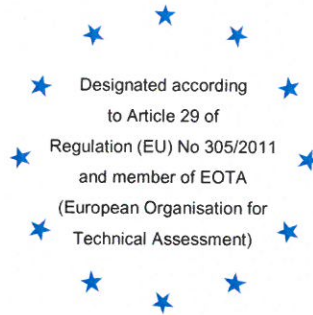 Designated according
to Article 29 of
Regulation (EU) No 305/2011
and member of EOTA
(European Organisation for
Technical Assessment)